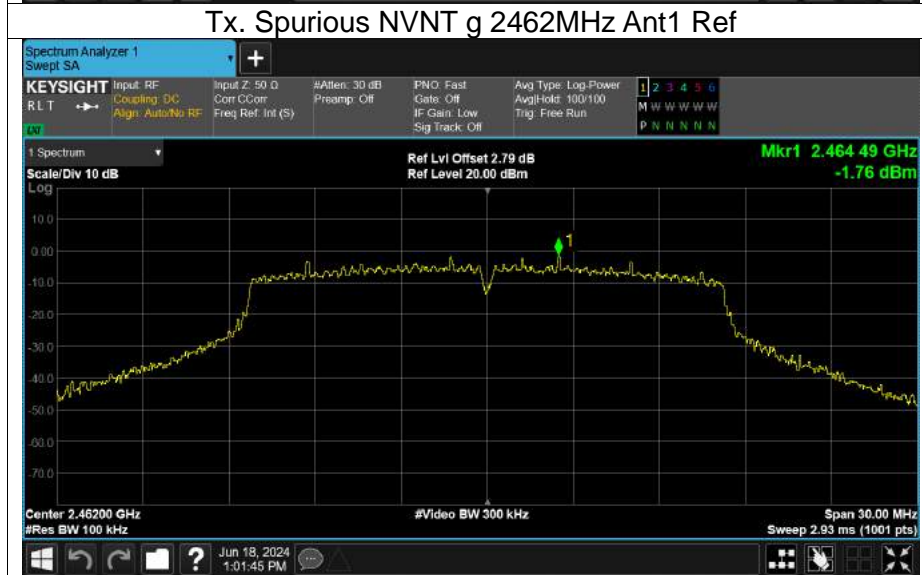 Tx. Spurious NVNT g 2462MHz Ant1 Ref
Spectrum Analyzer 1
Swept SA
+
KEYSIGHT
RLT
LXI
Input: RF
Coupling: DC
Align: Auto/No RF
Input Z: 50 Ω
Corr CCorr
Freq Ref: Int (S)
#Atten: 30 dB
Preamp: Off
PNO: Fast
Gate: Off
IF Gain: Low
Sig Track: Off
Avg Type: Log-Power
Avg|Hold: 100/100
Trig: Free Run
1 2 3 4 5 6
M W W W W W
P N N N N N
1 Spectrum
Scale/Div 10 dB
Ref Lvl Offset 2.79 dB
Ref Level 20.00 dBm
Mkr1 2.464 49 GHz
-1.76 dBm
Log
10.0
0.00
-10.0
-20.0
-30.0
-40.0
-50.0
-60.0
-70.0
1
Center 2.46200 GHz
#Res BW 100 kHz
#Video BW 300 kHz
Span 30.00 MHz
Sweep 2.93 ms (1001 pts)
?
Jun 18, 2024
1:01:45 PM